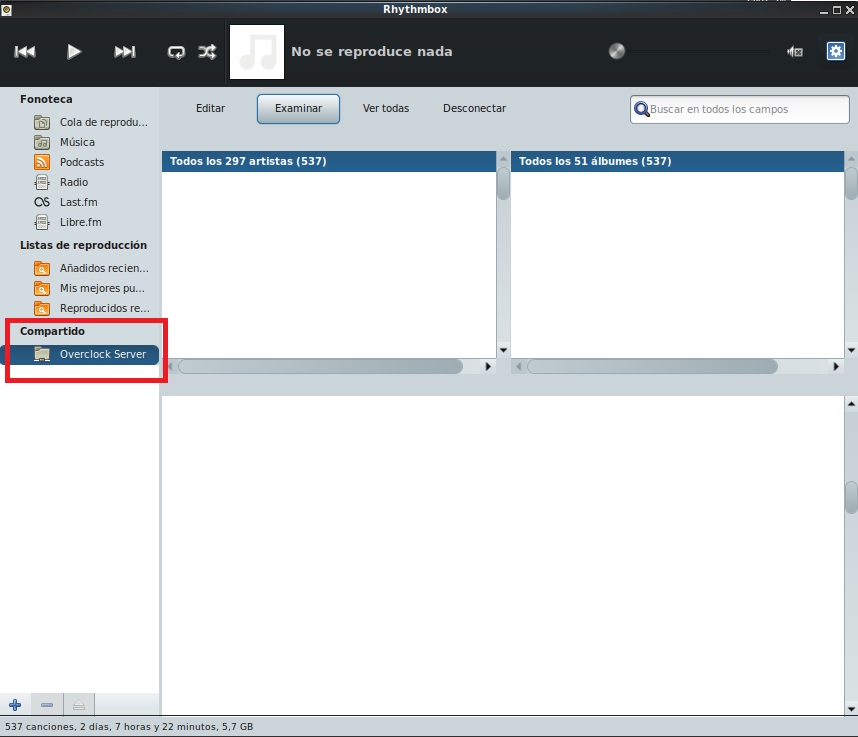 Rhythmbox
No se reproduce nada
Fonoteca
Cola de reprodu...
Música
Podcasts
Radio
Last.fm
Libre.fm
Listas de reproducción
Añadidos recien...
Mis mejores pu...
Reproducidos re...
Compartido
Overclock Server
Editar
Examinar
Ver todas
Desconectar
Buscar en todos los campos
Todos los 297 artistas (537)
Todos los 51 álbumes (537)
537 canciones, 2 días, 7 horas y 22 minutos, 5,7 GB